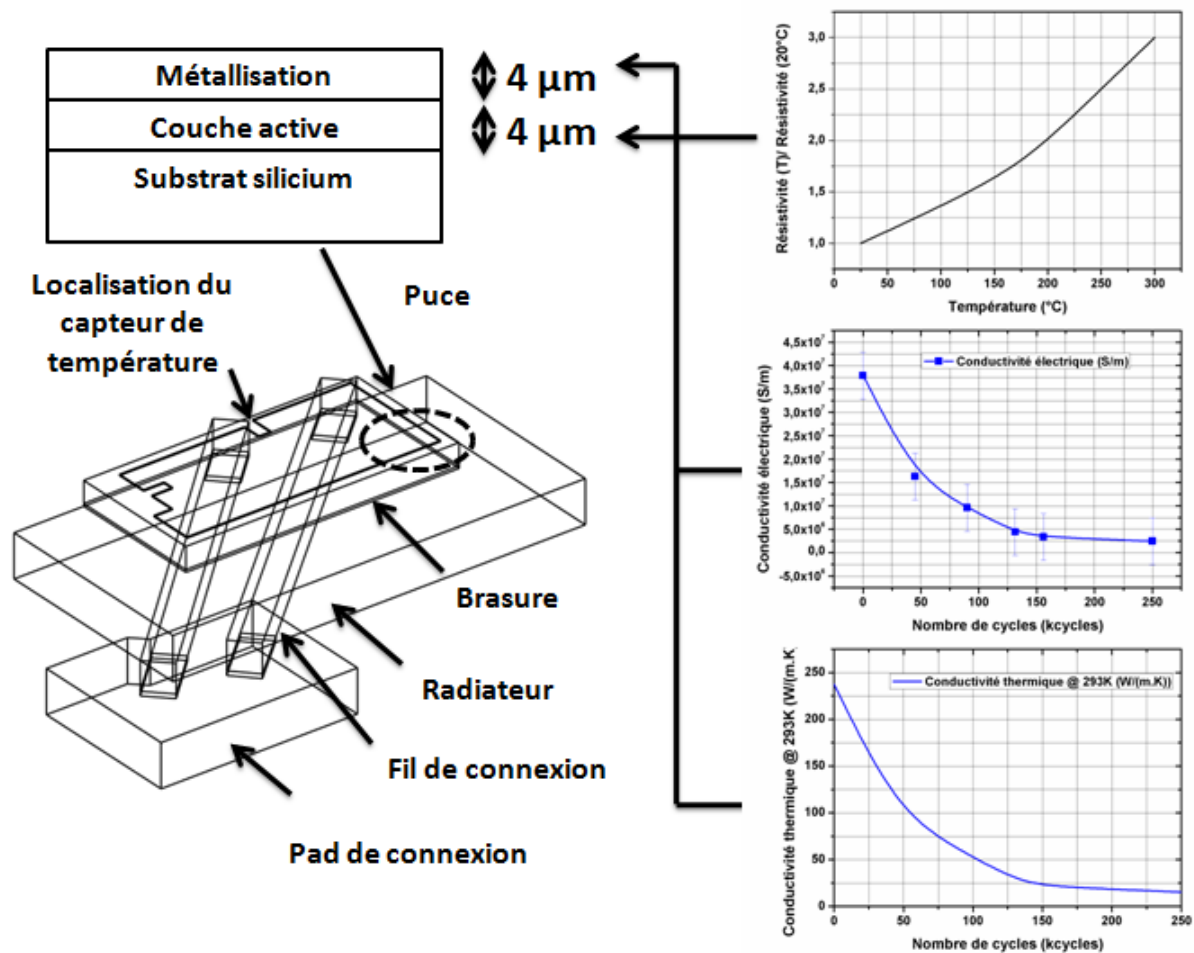 Métallisation
4 µm
Couche active
4 µm
Substrat silicium
Localisation du
capteur de
température
Puce
Brasure
Radiateur
Fil de connexion
Pad de connexion
Résistivité (T)/ Résistivité (20°C)
3,0
2,5
2,0
1,5
1,0
0 50 100 150 200 250 300
Température (°C)
Conductivité électrique (S/m)
4,5x10⁷
4,0x10⁷
3,5x10⁷
3,0x10⁷
2,5x10⁷
2,0x10⁷
1,5x10⁷
1,0x10⁷
5,0x10⁶
0,0
-5,0x10⁶
Conductivité électrique (S/m)
0 50 100 150 200 250
Nombre de cycles (kcycles)
Conductivité thermique @ 293K (W/(m.K)
250
200
150
100
50
0
Conductivité thermique @ 293K (W/(m.K))
0 50 100 150 200 250
Nombre de cycles (kcycles)